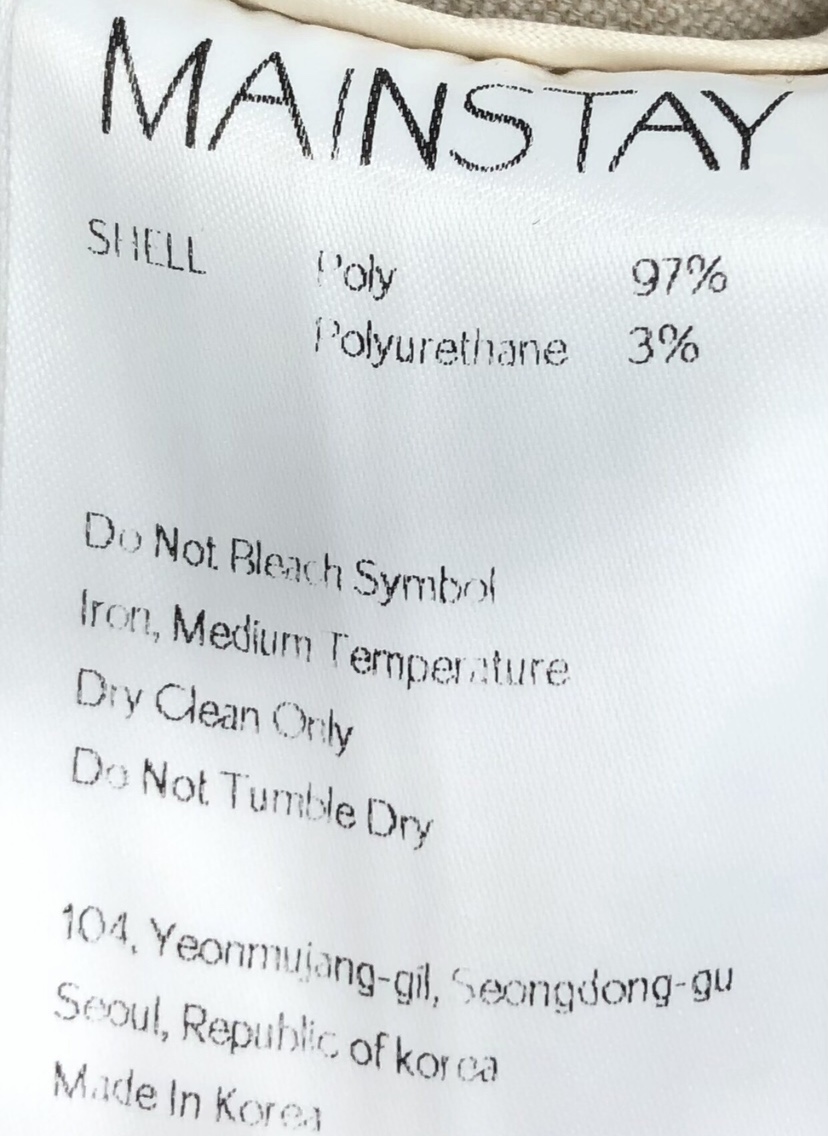 MAINSTAY
SHELL Poly 97%
Polyurethane 3%
Do Not Bleach Symbol
Iron, Medium Temperature
Dry Clean Only
Do Not Tumble Dry
104, Yeonmujang-gil, Seongdong-gu
Seoul, Republic of korea
Made In Korea